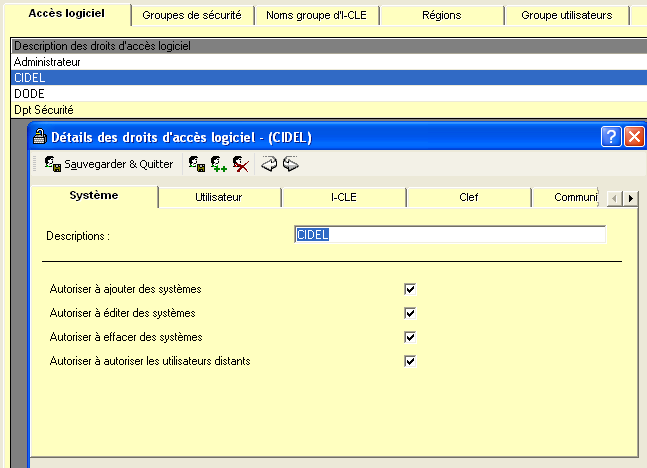 Accès logiciel
Groupes de sécurité
Noms groupe d'I-CLE
Régions
Groupe utilisateurs
Description des droits d'accès logiciel
Administrateur
CIDEL
DODE
Dpt Sécurité
Détails des droits d'accès logiciel - (CIDEL)
Sauvegarder & Quitter
Système
Utilisateur
I-CLE
Clef
Communi
Descriptions :
CIDEL
Autoriser à ajouter des systèmes
Autoriser à éditer des systèmes
Autoriser à effacer des systèmes
Autoriser à autoriser les utilisateurs distants